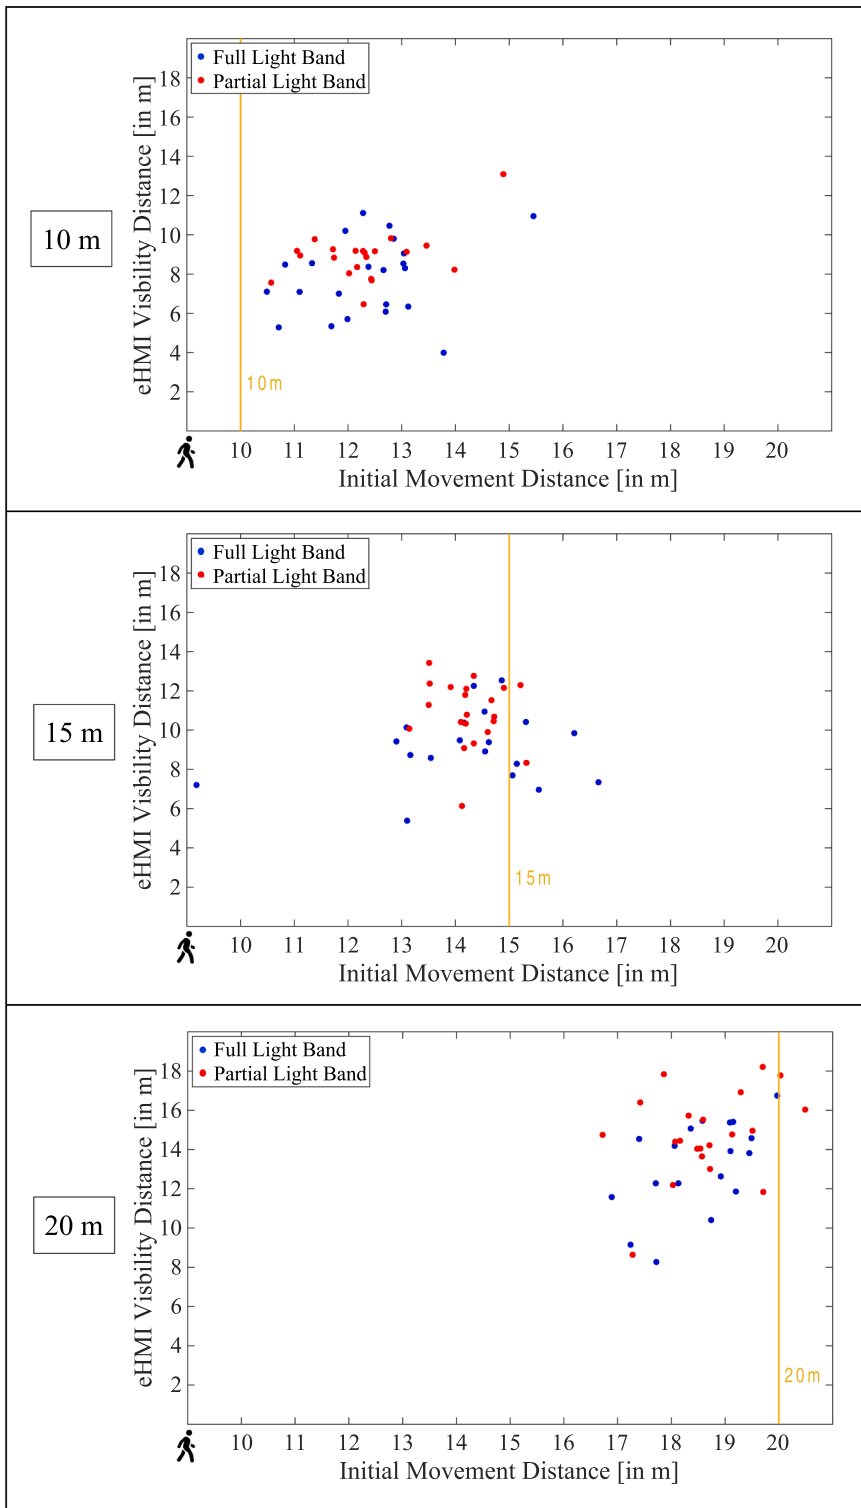 Full Light Band
Partial Light Band
10 m
eHMI Visbility Distance [in m]
18
16
14
12
10
8
6
4
2
10m
10 11 12 13 14 15 16 17 18 19 20
Initial Movement Distance [in m]
Full Light Band
Partial Light Band
15 m
eHMI Visbility Distance [in m]
18
16
14
12
10
8
6
4
2
15m
10 11 12 13 14 15 16 17 18 19 20
Initial Movement Distance [in m]
Full Light Band
Partial Light Band
20 m
eHMI Visbility Distance [in m]
18
16
14
12
10
8
6
4
2
20m
10 11 12 13 14 15 16 17 18 19 20
Initial Movement Distance [in m]